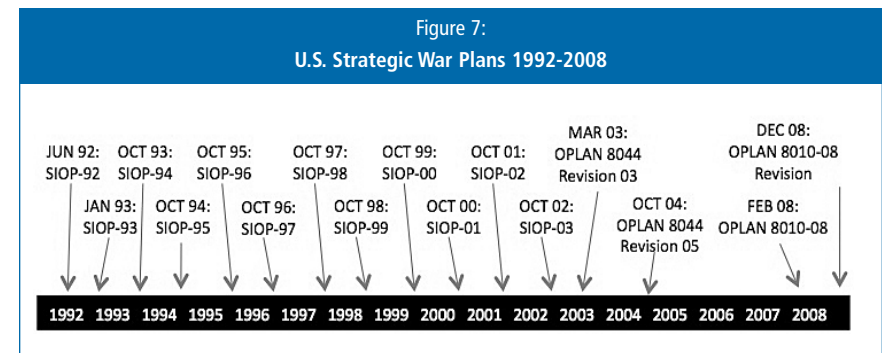 Figure 7:
U.S. Strategic War Plans 1992-2008
JUN 92:
SIOP-92
OCT 93:
SIOP-94
OCT 95:
SIOP-96
OCT 97:
SIOP-98
OCT 99:
SIOP-00
OCT 01:
SIOP-02
MAR 03:
OPLAN 8044
Revision 03
DEC 08:
OPLAN 8010-08
Revision
JAN 93:
SIOP-93
OCT 94:
SIOP-95
OCT 96:
SIOP-97
OCT 98:
SIOP-99
OCT 00:
SIOP-01
OCT 02:
SIOP-03
OCT 04:
OPLAN 8044
Revision 05
FEB 08:
OPLAN 8010-08
1992 1993 1994 1995 1996 1997 1998 1999 2000 2001 2002 2003 2004 2005 2006 2007 2008